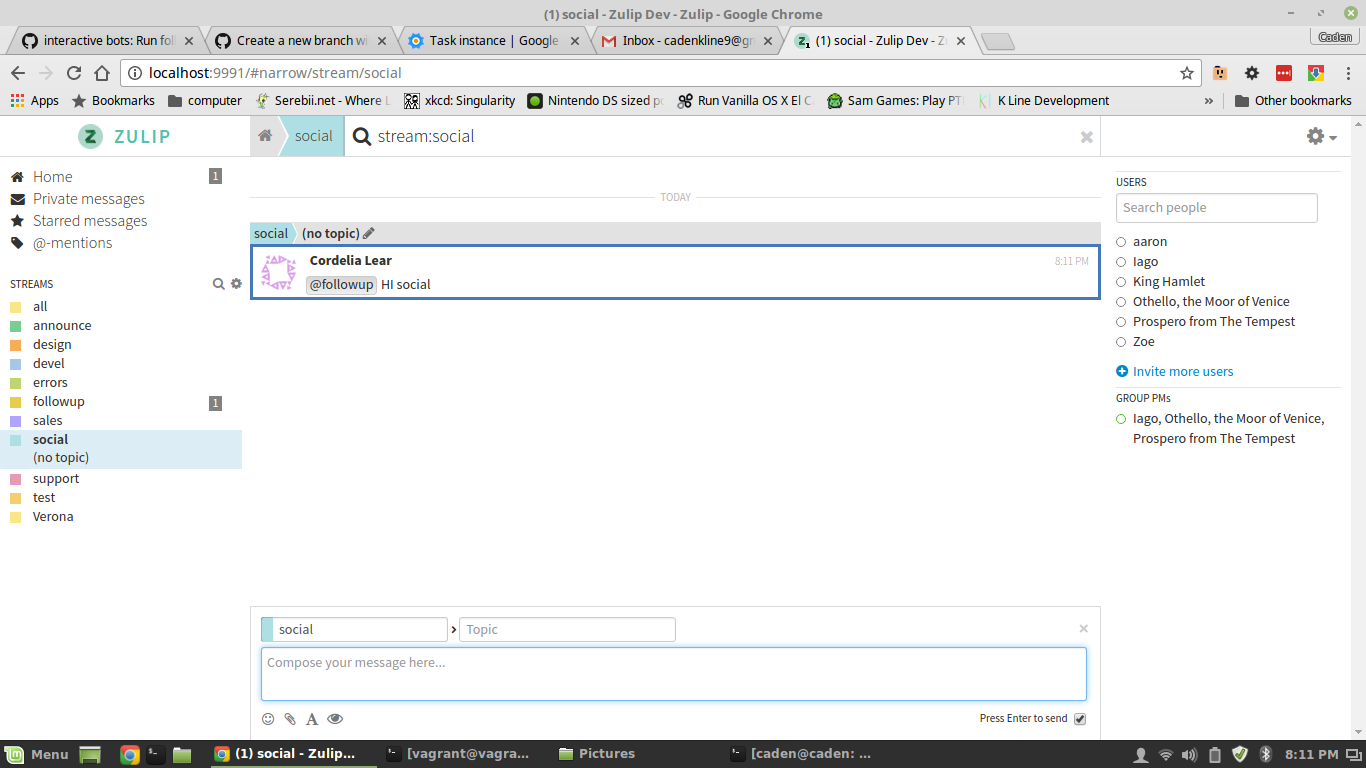 (1) social - Zulip Dev - Zulip - Google Chrome
interactive bots: Run fol
Create a new branch wi
Task instance | Google
Inbox - cadenkline9@gm
(1) social - Zulip Dev - Z
Caden
localhost:9991/#narrow/stream/social
Apps Bookmarks computer Serebii.net - Where xkcd: Singularity Nintendo DS sized Run Vanilla OS X El Sam Games: Play K Line Development » Other bookmarks
ZULIP
social stream:social
Home 1
Private messages
Starred messages
@-mentions
STREAMS
all
announce
design
devel
errors
followup 1
sales
social
(no topic)
support
test
Verona
TODAY
social (no topic)
Cordelia Lear 8:11 PM
@followup HI social
social › Topic
Compose your message here...
Press Enter to send
USERS
Search people
aaron
Iago
King Hamlet
Othello, the Moor of Venice
Prospero from The Tempest
Zoe
Invite more users
GROUP PMs
Iago, Othello, the Moor of Venice,
Prospero from The Tempest
Menu (1) social - Zulip... [vagrant@vagra... Pictures [caden@caden: ... 8:11 PM